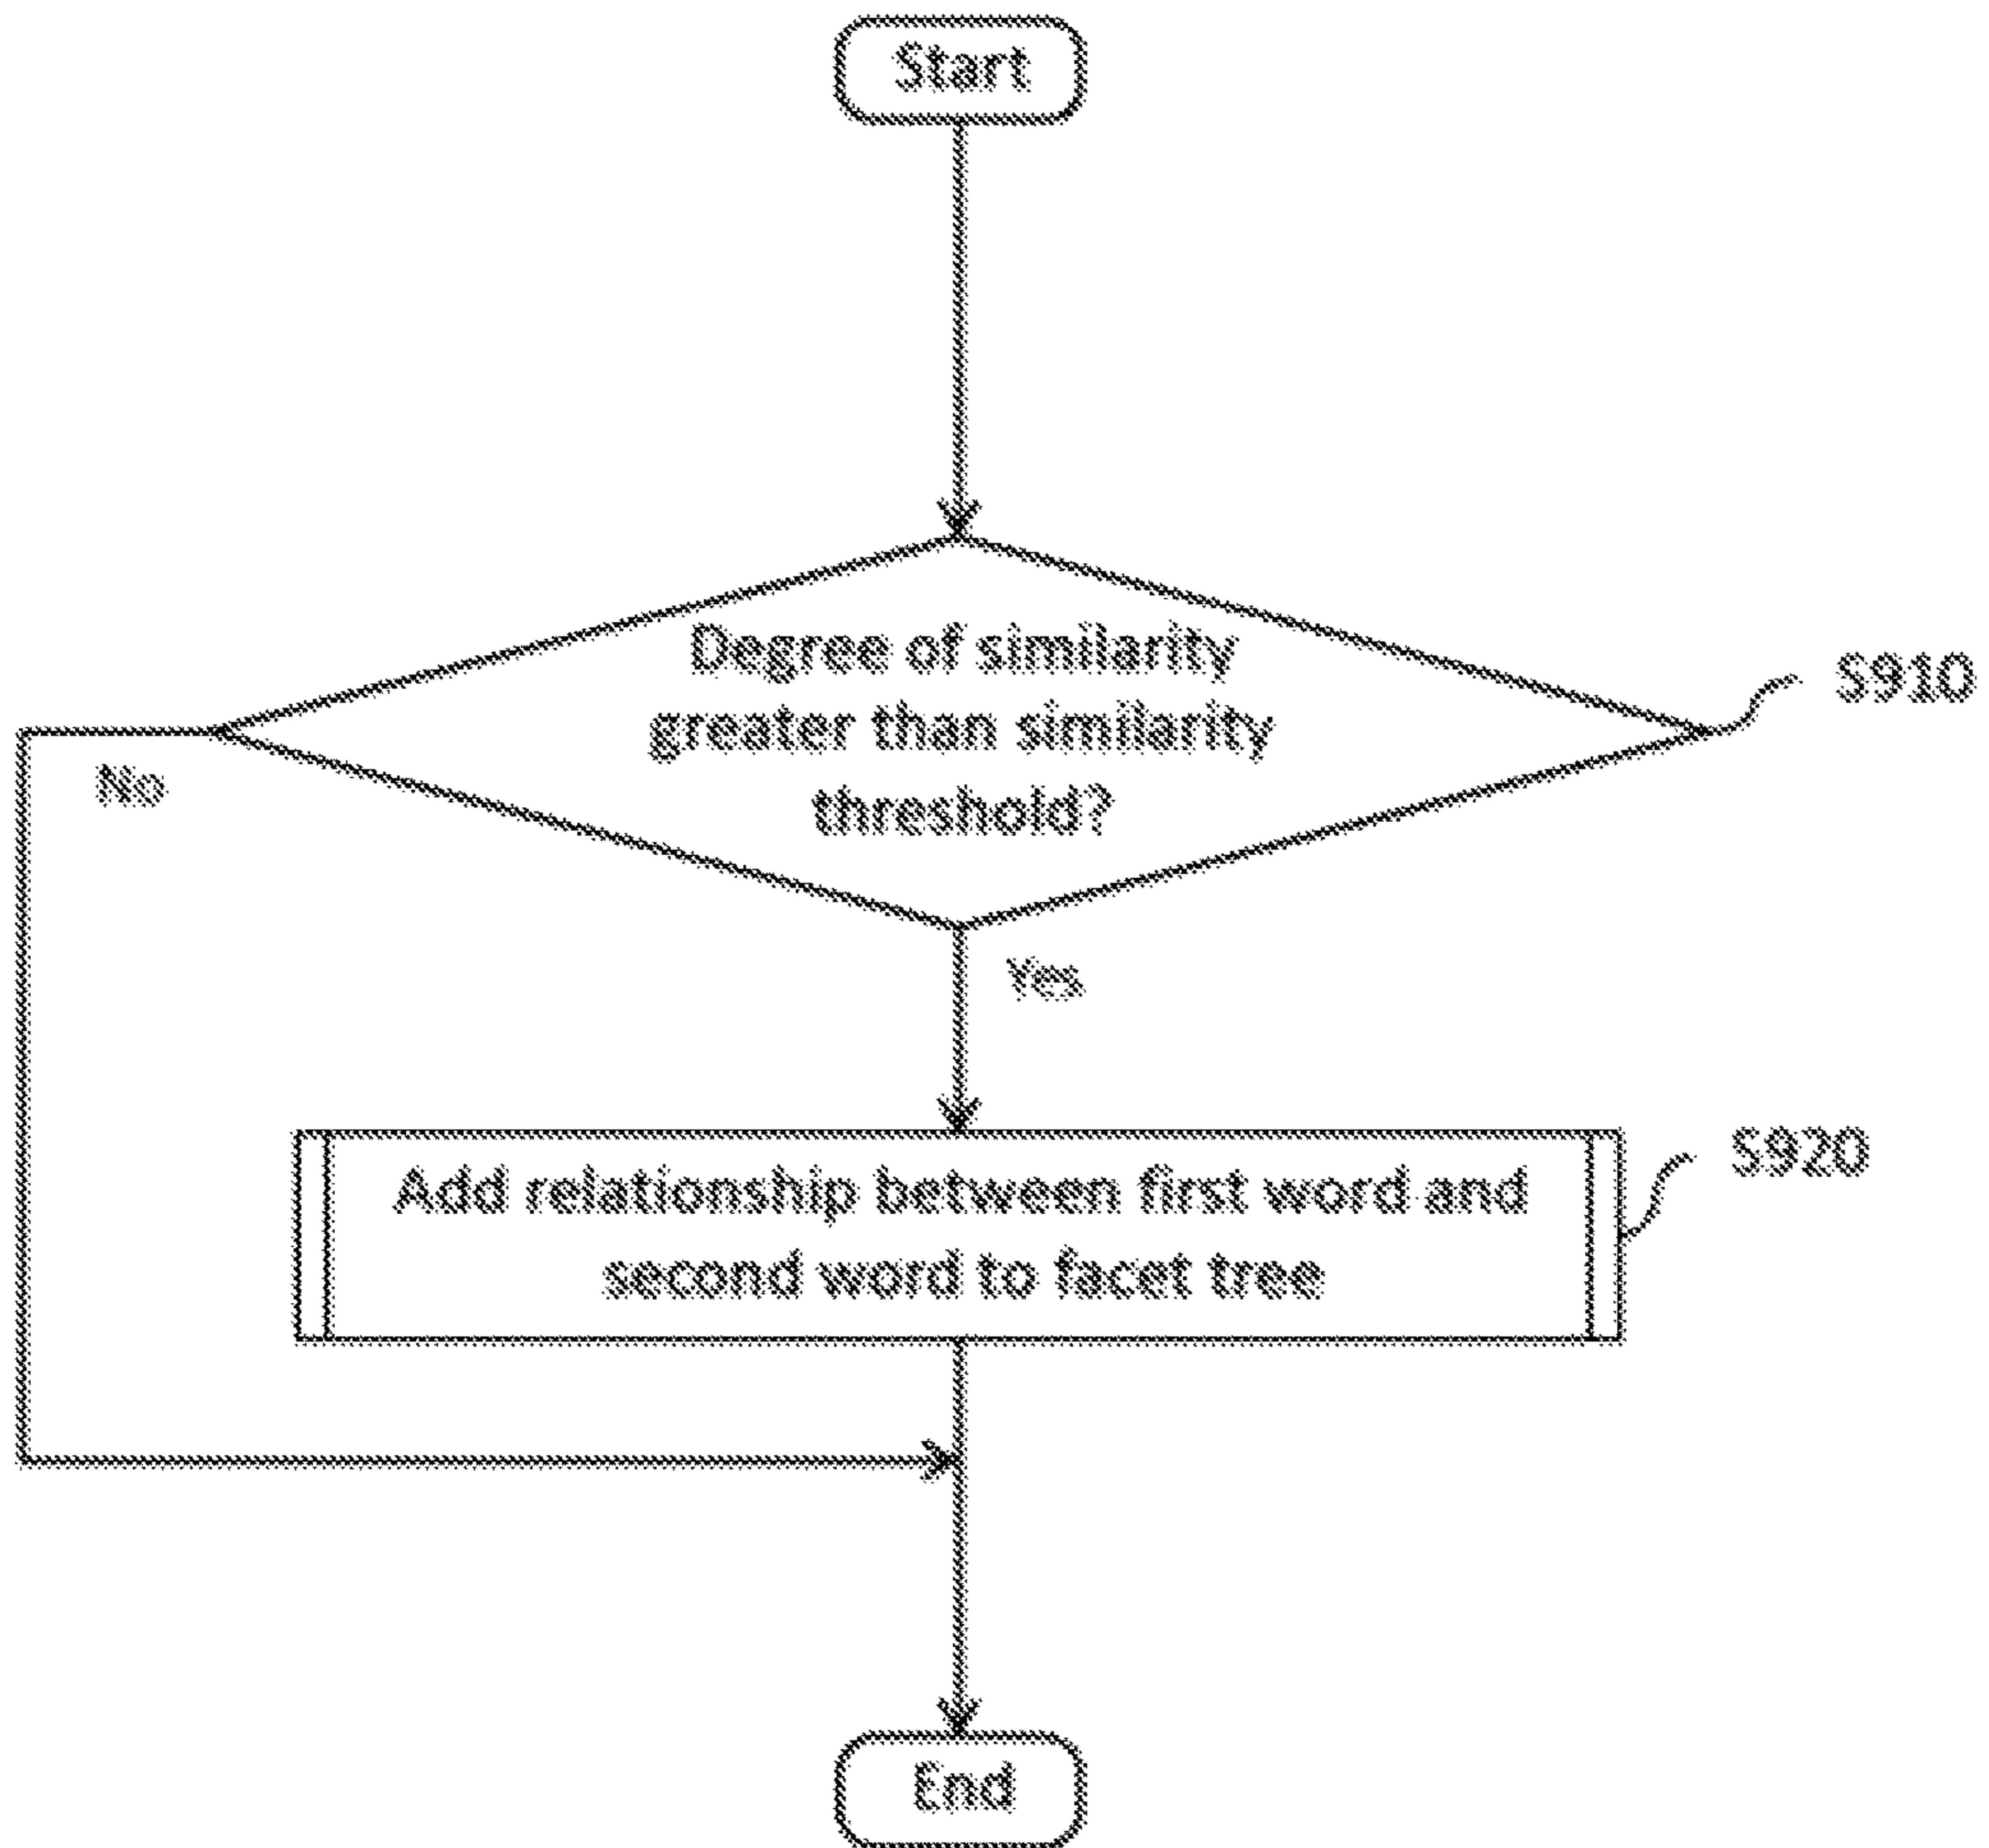 Start
Degree of similarity
greater than similarity
threshold?
S910
No
Yes
Add relationship between first word and
second word to facet tree
S920
End